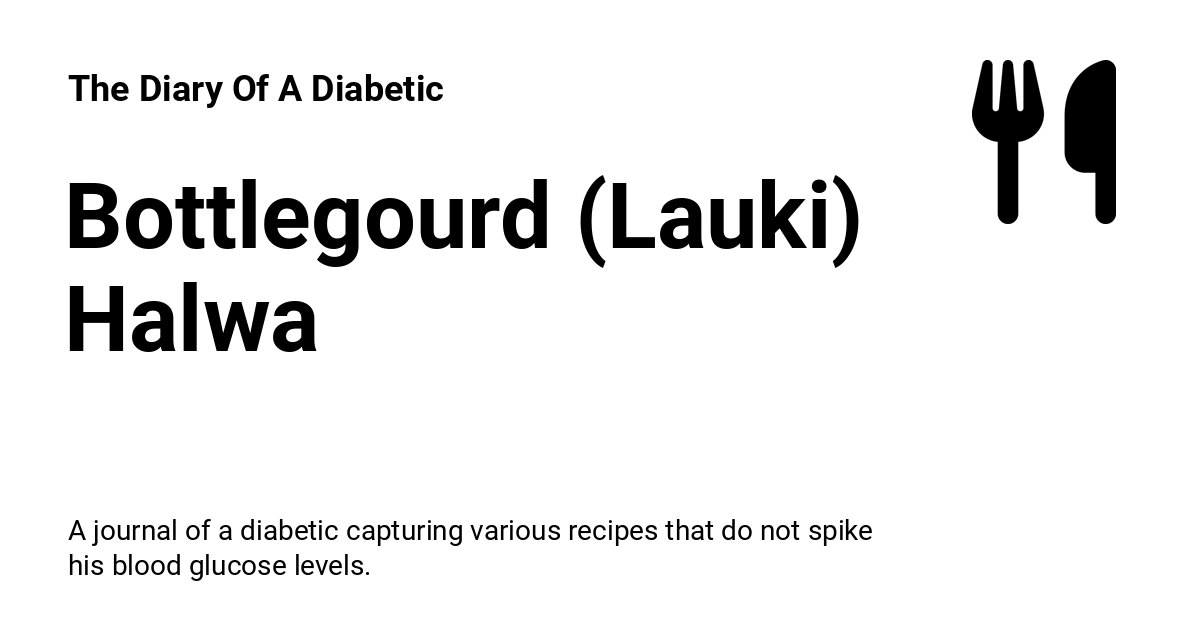 The Diary Of A Diabetic
Bottlegourd (Lauki)
Halwa
A journal of a diabetic capturing various recipes that do not spike
his blood glucose levels.